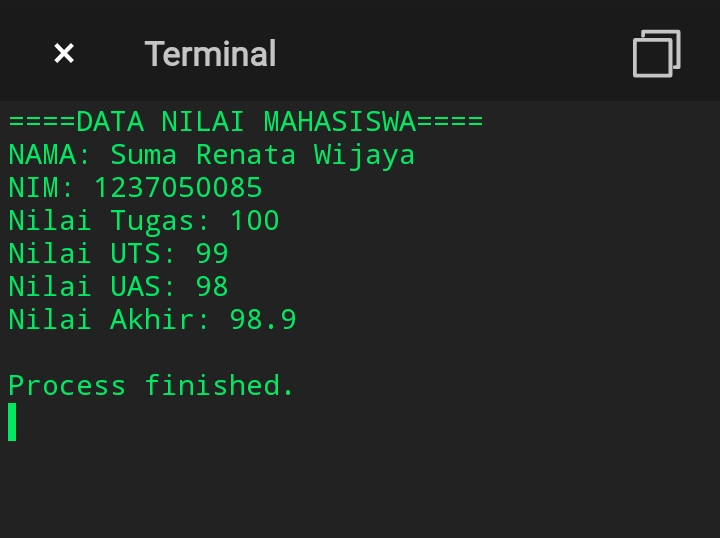 Terminal
====DATA NILAI MAHASISWA====
NAMA: Suma Renata Wijaya
NIM: 1237050085
Nilai Tugas: 100
Nilai UTS: 99
Nilai UAS: 98
Nilai Akhir: 98.9
Process finished.